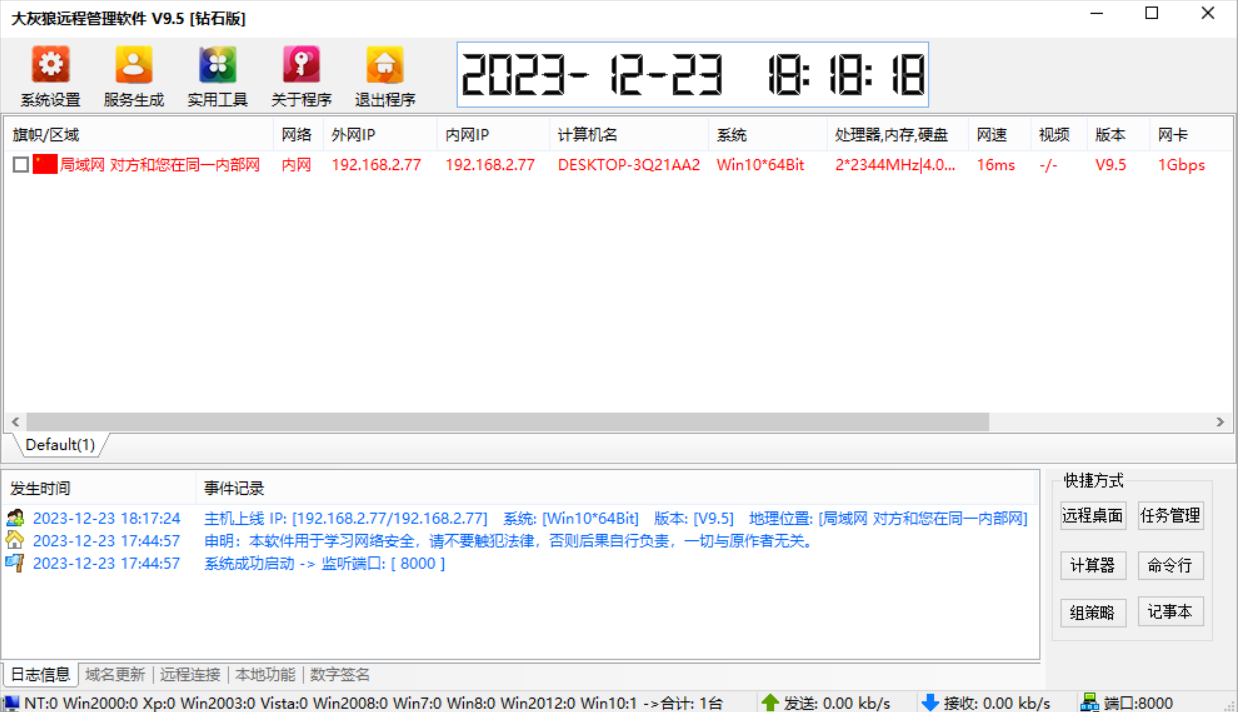 大灰狼远程管理软件 V9.5 [钻石版]
系统设置 服务生成 实用工具 关于程序 退出程序 2023-12-23 18:18:18
旗帜/区域 网络 外网IP 内网IP 计算机名 系统 处理器,内存,硬盘 网速 视频 版本 网卡
局域网 对方和您在同一内部网 内网 192.168.2.77 192.168.2.77 DESKTOP-3Q21AA2 Win10*64Bit 2*2344MHz|4.0... 16ms -/- V9.5 1Gbps
Default(1)
发生时间 事件记录
2023-12-23 18:17:24 主机上线 IP: [192.168.2.77/192.168.2.77] 系统: [Win10*64Bit] 版本: [V9.5] 地理位置: [局域网 对方和您在同一内部网]
2023-12-23 17:44:57 申明：本软件用于学习网络安全，请不要触犯法律，否则后果自行负责，一切与原作者无关。
2023-12-23 17:44:57 系统成功启动 -> 监听端口: [ 8000 ]
快捷方式
远程桌面 任务管理
计算器 命令行
组策略 记事本
日志信息 域名更新 远程连接 本地功能 数字签名
NT:0 Win2000:0 Xp:0 Win2003:0 Vista:0 Win2008:0 Win7:0 Win8:0 Win2012:0 Win10:1 ->合计: 1台 发送: 0.00 kb/s 接收: 0.00 kb/s 端口:8000